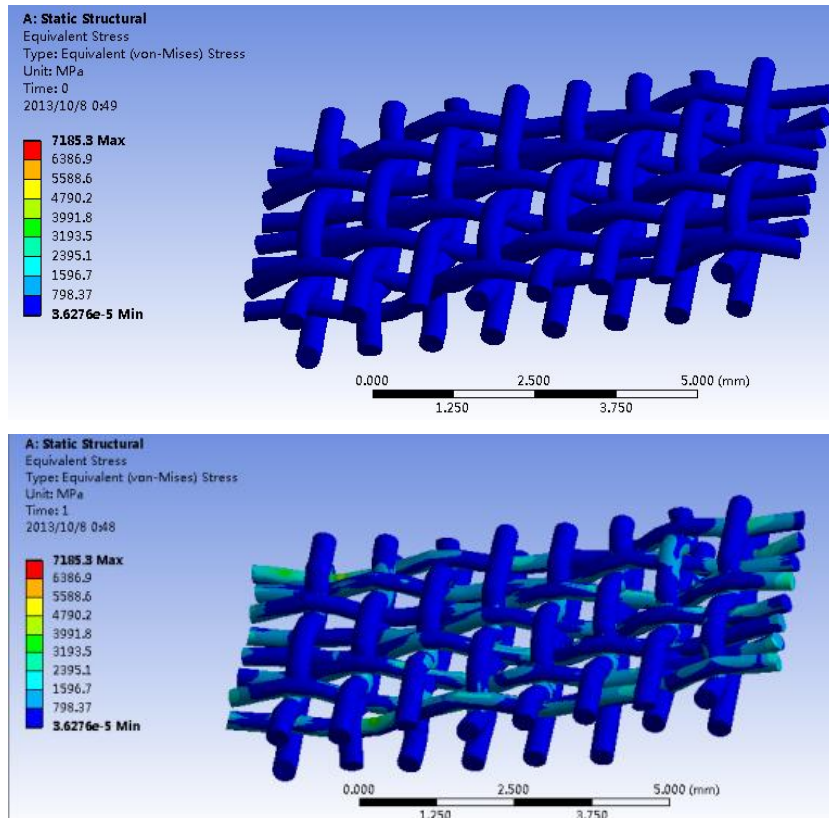 A: Static Structural
Equivalent Stress
Type: Equivalent (von-Mises) Stress
Unit: MPa
Time: 0
2013/10/8 0:49
7185.3 Max
6386.9
5588.6
4790.2
3991.8
3193.5
2395.1
1596.7
798.37
3.6276e-5 Min
0.000 2.500 5.000 (mm)
1.250 3.750
A: Static Structural
Equivalent Stress
Type: Equivalent (von-Mises) Stress
Unit: MPa
Time: 1
2013/10/8 0:48
7185.3 Max
6386.9
5588.6
4790.2
3991.8
3193.5
2395.1
1596.7
798.37
3.6276e-5 Min
0.000 2.500 5.000 (mm)
1.250 3.750